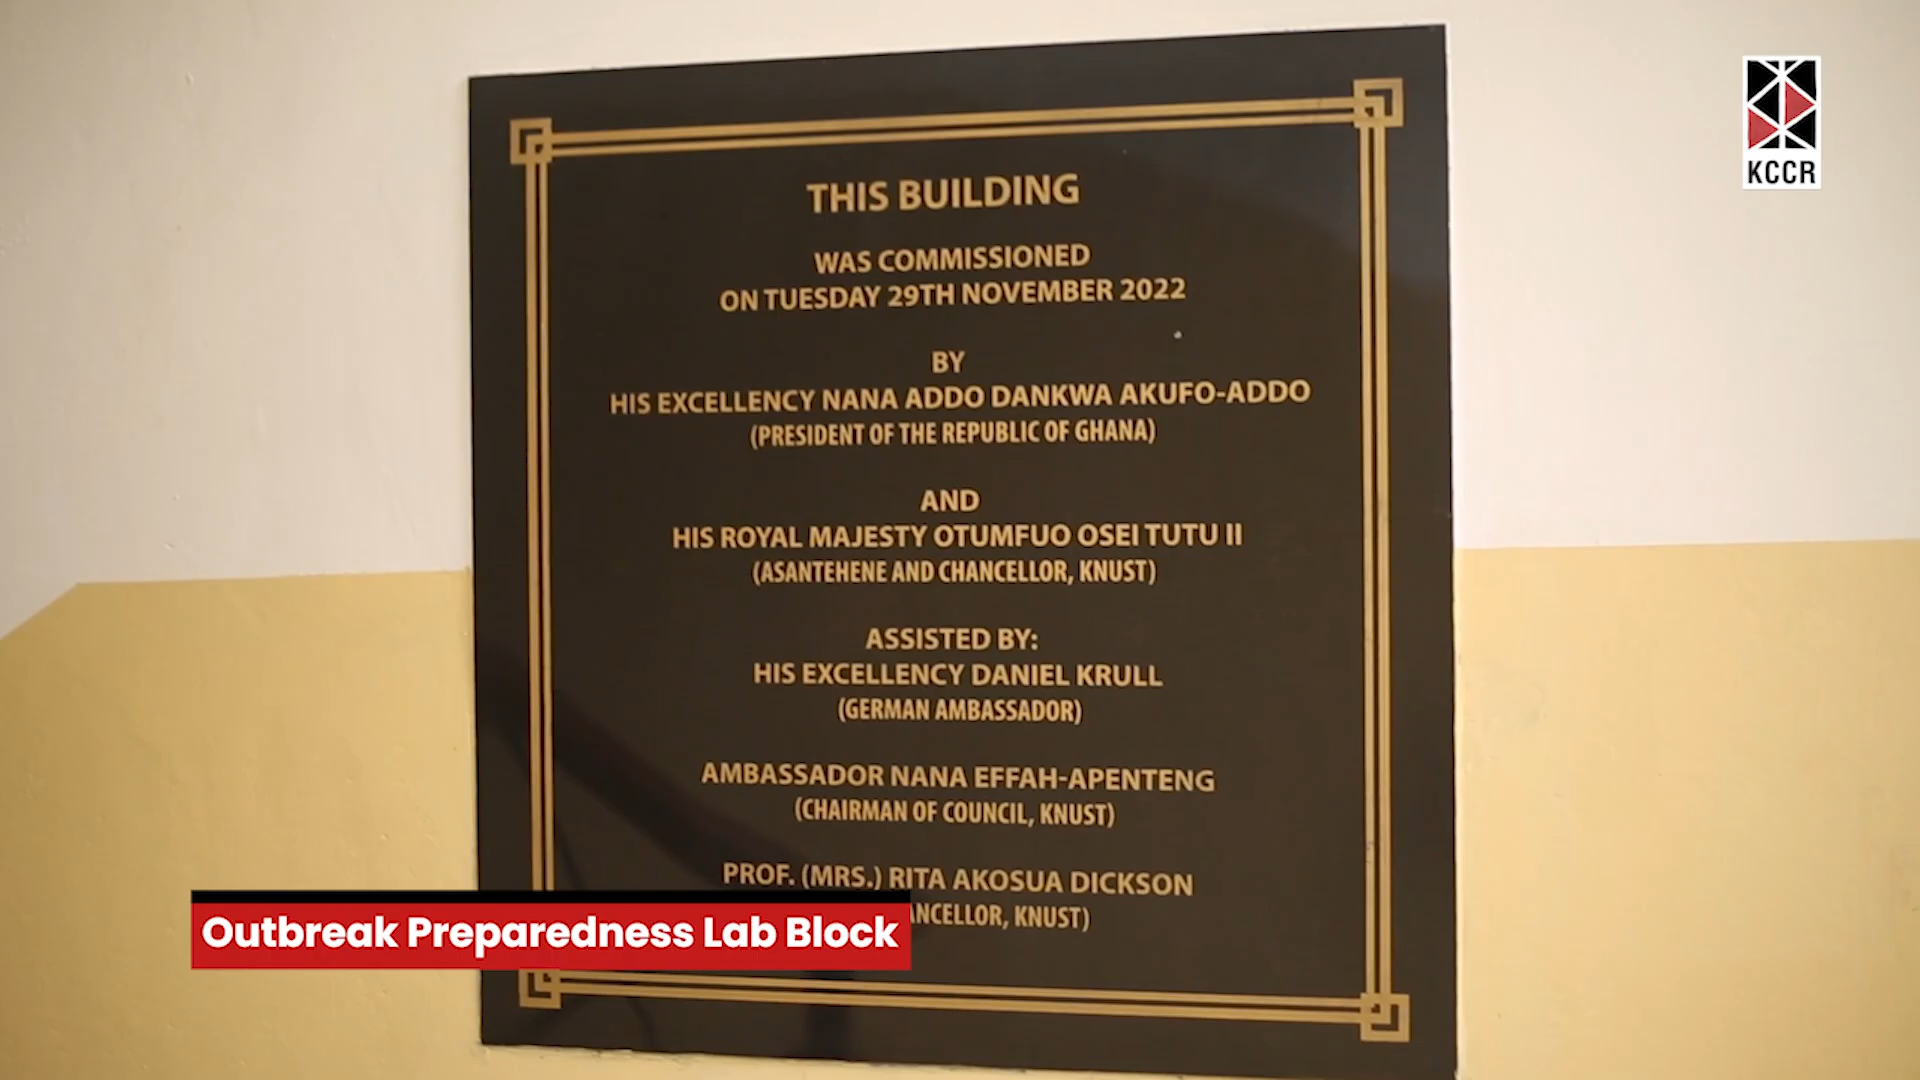 KCCR
THIS BUILDING
WAS COMMISSIONED
ON TUESDAY 29TH NOVEMBER 2022
BY
HIS EXCELLENCY NANA ADDO DANKWA AKUFO-ADDO
(PRESIDENT OF THE REPUBLIC OF GHANA)
AND
HIS ROYAL MAJESTY OTUMFUO OSEI TUTU II
(ASANTEHENE AND CHANCELLOR, KNUST)
ASSISTED BY:
HIS EXCELLENCY DANIEL KRULL
(GERMAN AMBASSADOR)
AMBASSADOR NANA EFFAH-APENTENG
(CHAIRMAN OF COUNCIL, KNUST)
PROF. (MRS.) RITA AKOSUA DICKSON
KNUST)
Outbreak Preparedness Lab Block